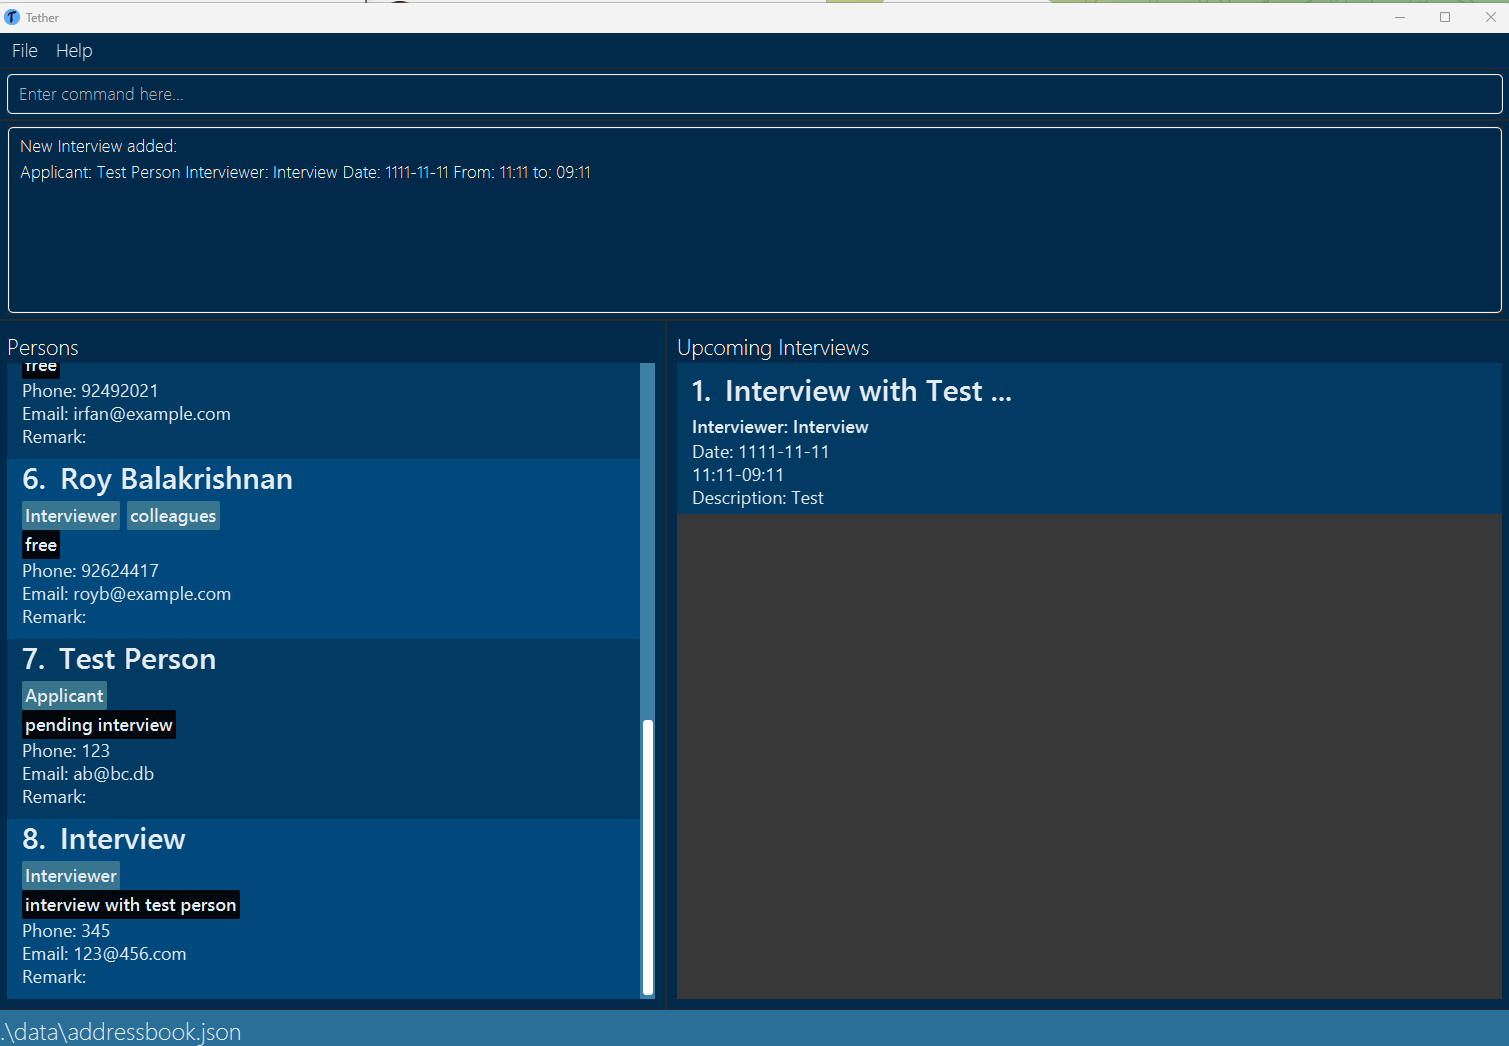 Tether
File Help
Enter command here...
New Interview added:
Applicant: Test Person Interviewer: Interview Date: 1111-11-11 From: 11:11 to: 09:11
Persons
free
Phone: 92492021
Email: irfan@example.com
Remark:
6. Roy Balakrishnan
Interviewer colleagues
free
Phone: 92624417
Email: royb@example.com
Remark:
7. Test Person
Applicant
pending interview
Phone: 123
Email: ab@bc.db
Remark:
8. Interview
Interviewer
interview with test person
Phone: 345
Email: 123@456.com
Remark:
Upcoming Interviews
1. Interview with Test ...
Interviewer: Interview
Date: 1111-11-11
11:11-09:11
Description: Test
.\data\addressbook.json